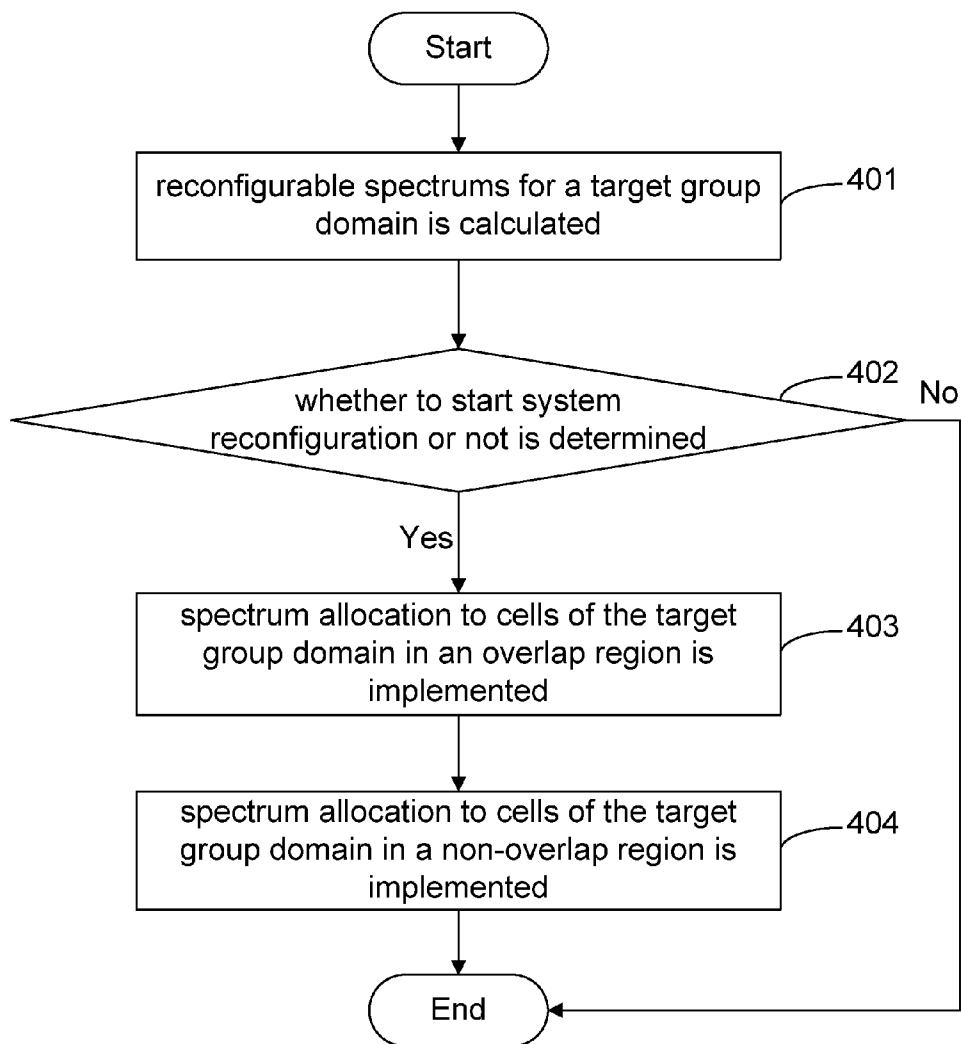 Start
reconfigurable spectrums for a target group
domain is calculated
401
402
No
whether to start system
reconfiguration or not is determined
Yes
spectrum allocation to cells of the target
group domain in an overlap region is
implemented
403
spectrum allocation to cells of the target
group domain in a non-overlap region is
implemented
404
End